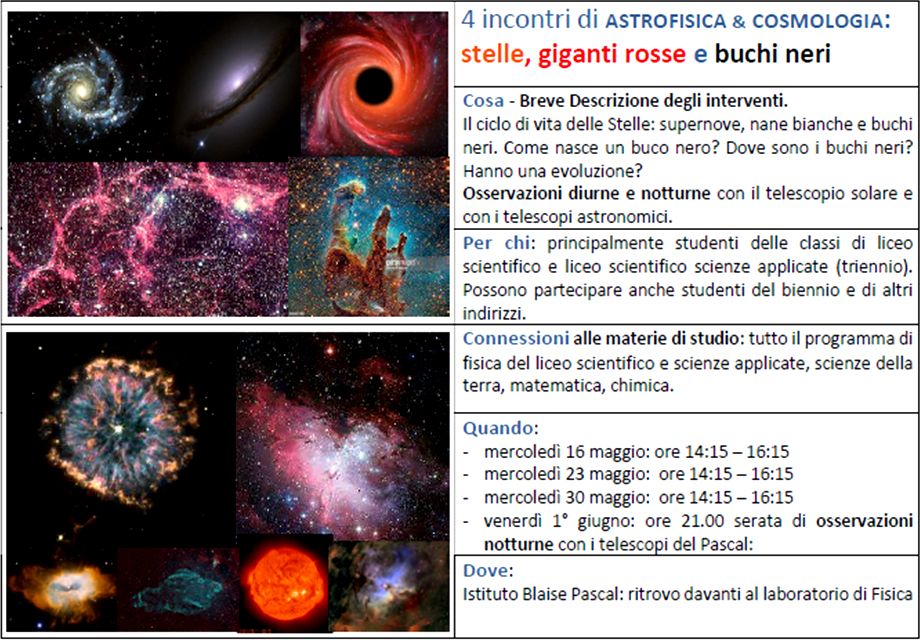 4 incontri di ASTROFISICA & COSMOLOGIA:
stelle, giganti rosse e buchi neri
Cosa - Breve Descrizione degli interventi.
Il ciclo di vita delle Stelle: supernove, nane bianche e buchi
neri. Come nasce un buco nero? Dove sono i buchi neri?
Hanno una evoluzione?
Osservazioni diurne e notturne con il telescopio solare e
con i telescopi astronomici.
Per chi: principalmente studenti delle classi di liceo
scientifico e liceo scientifico scienze applicate (triennio).
Possono partecipare anche studenti del biennio e di altri
indirizzi.
Connessioni alle materie di studio: tutto il programma di
fisica del liceo scientifico e scienze applicate, scienze della
terra, matematica, chimica.
Quando:
- mercoledì 16 maggio: ore 14:15 – 16:15
- mercoledì 23 maggio: ore 14:15 – 16:15
- mercoledì 30 maggio: ore 14:15 – 16:15
- venerdì 1° giugno: ore 21.00 serata di osservazioni
notturne con i telescopi del Pascal:
Dove:
Istituto Blaise Pascal: ritrovo davanti al laboratorio di Fisica